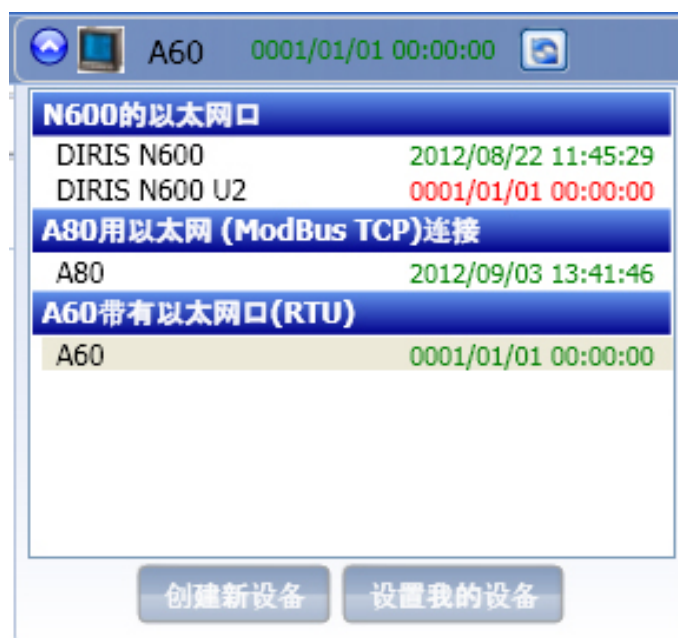 A60 0001/01/01 00:00:00
N600的以太网口
DIRIS N600 2012/08/22 11:45:29
DIRIS N600 U2 0001/01/01 00:00:00
A80用以太网 (ModBus TCP)连接
A80 2012/09/03 13:41:46
A60带有以太网口(RTU)
A60 0001/01/01 00:00:00
创建新设备 设置我的设备